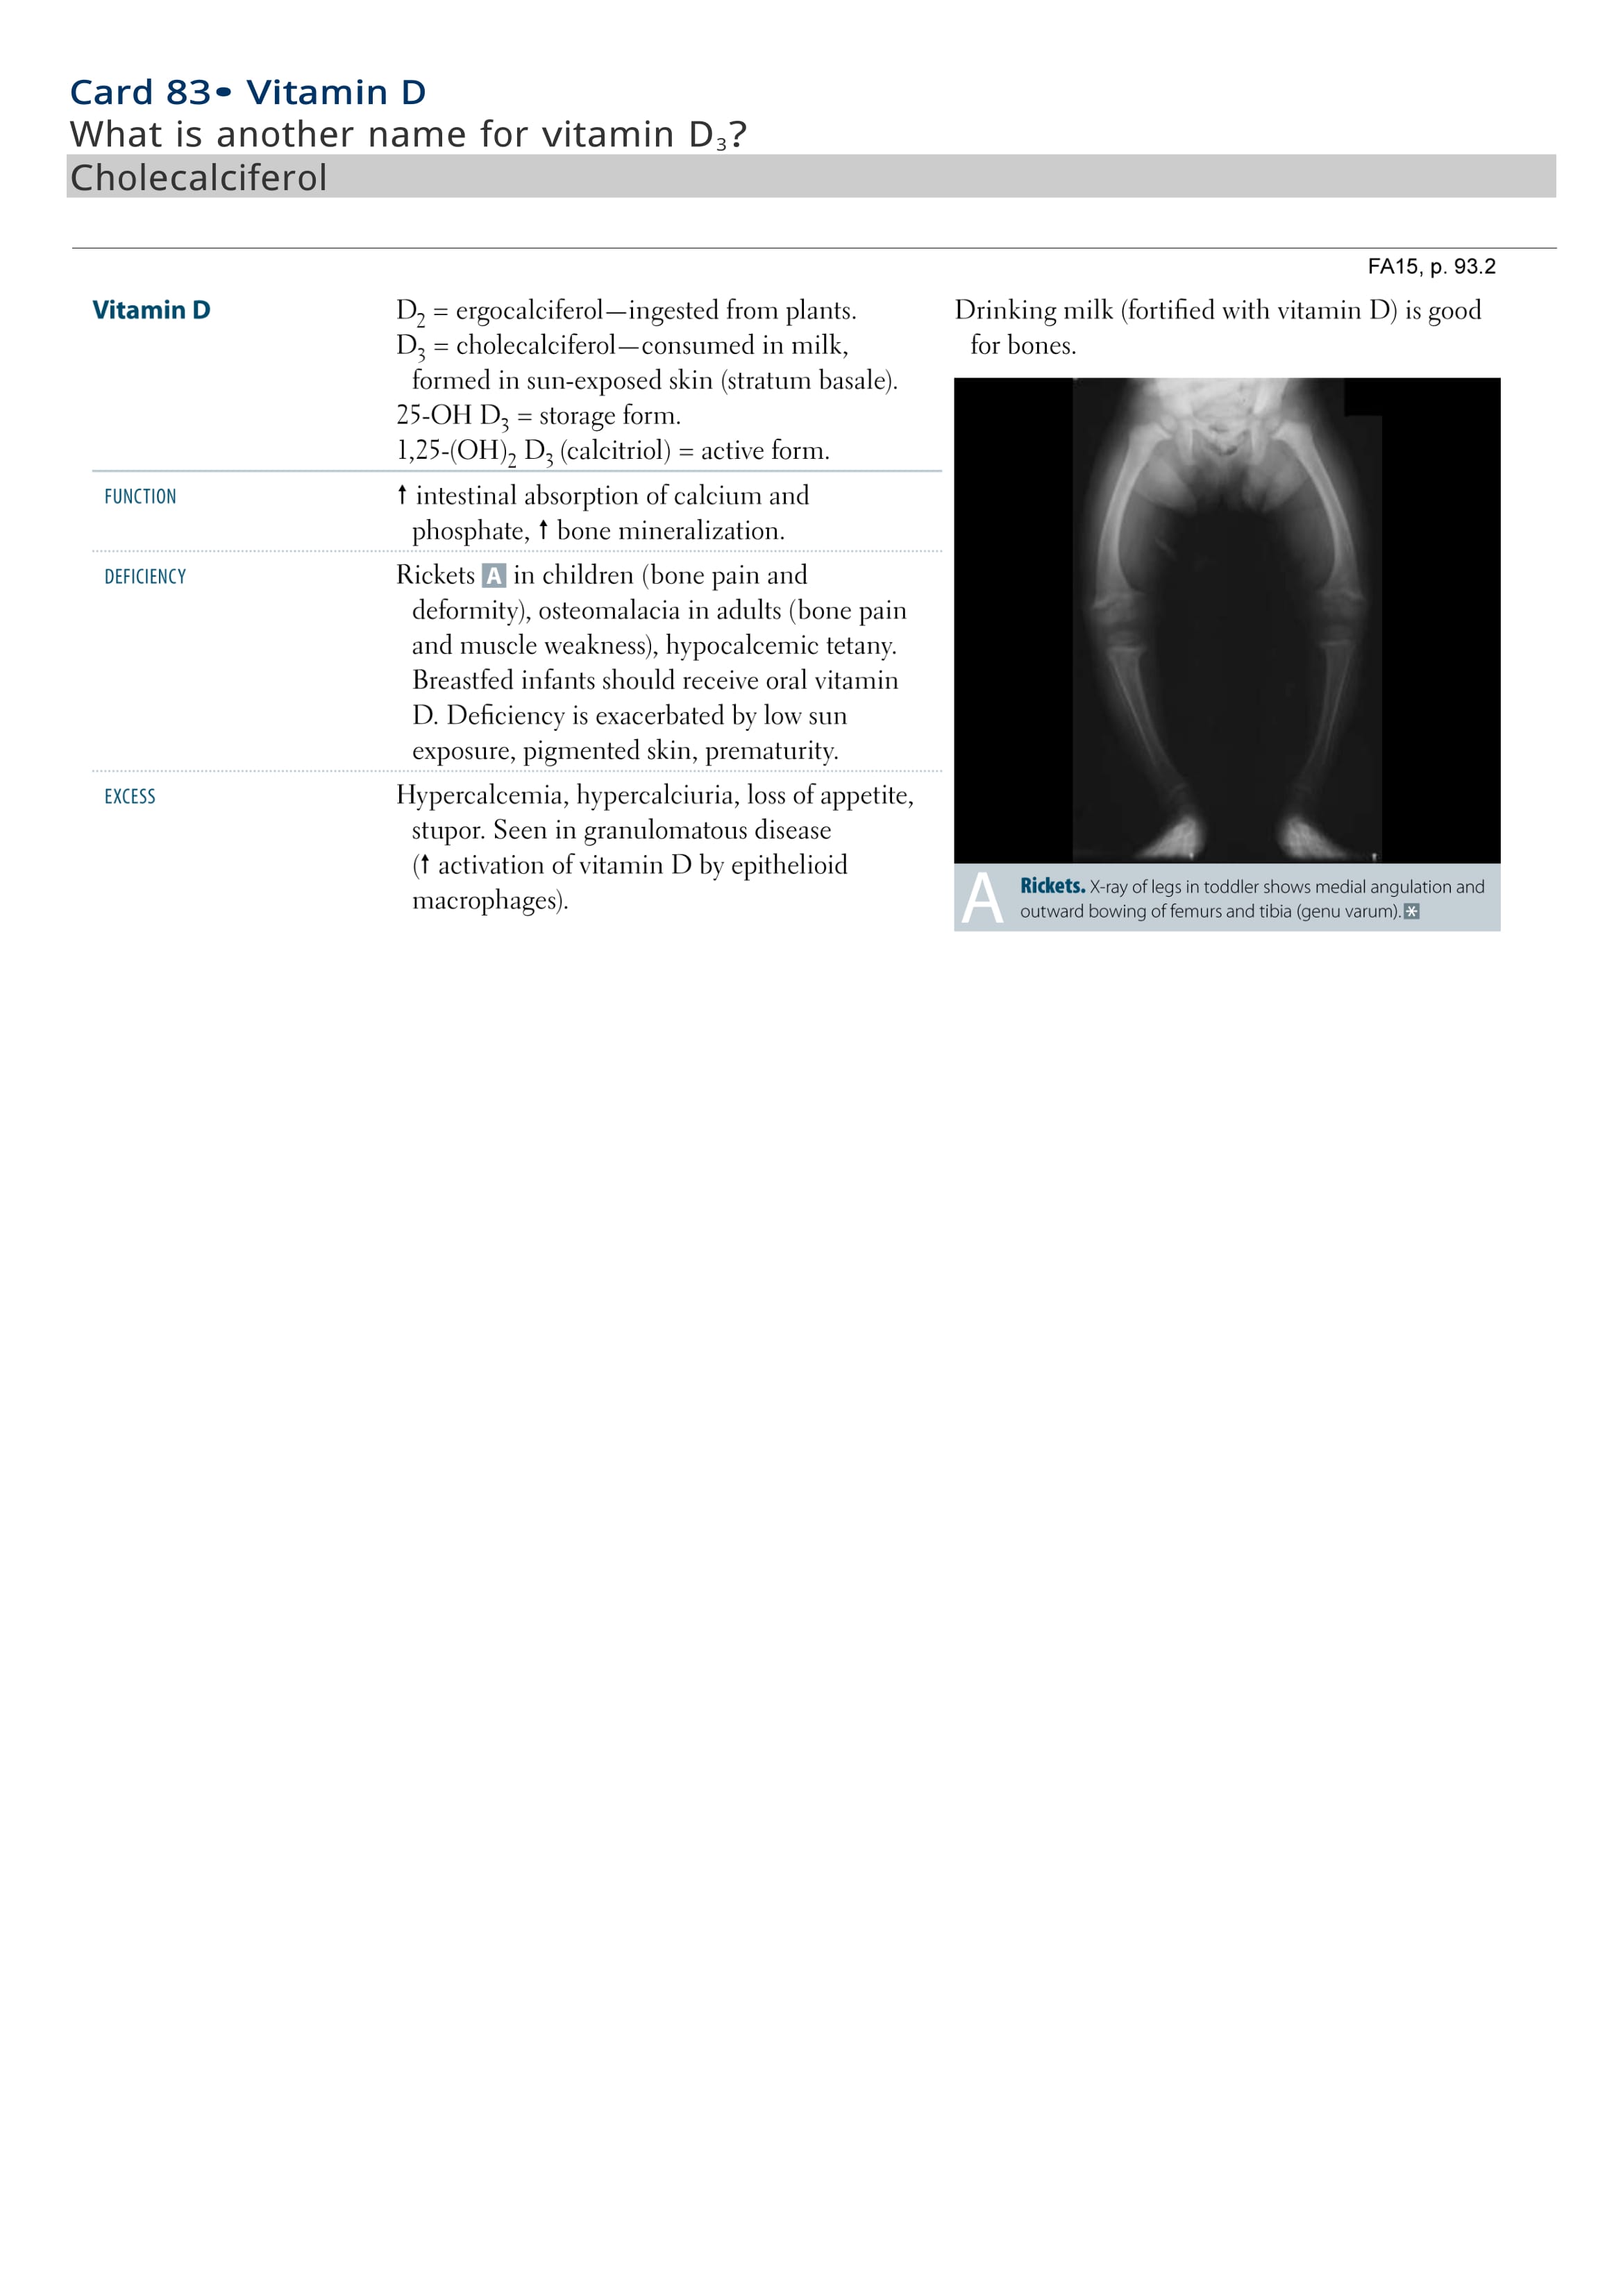 Card 83• Vitamin D
What is another name for vitamin D₃?
Cholecalciferol
FA15, p. 93.2
Vitamin D
D₂ = ergocalciferol—ingested from plants.
D₃ = cholecalciferol—consumed in milk,
formed in sun-exposed skin (stratum basale).
25-OH D₃ = storage form.
1,25-(OH)₂ D₃ (calcitriol) = active form.
FUNCTION
↑ intestinal absorption of calcium and
phosphate, ↑ bone mineralization.
DEFICIENCY
Rickets A in children (bone pain and
deformity), osteomalacia in adults (bone pain
and muscle weakness), hypocalcemic tetany.
Breastfed infants should receive oral vitamin
D. Deficiency is exacerbated by low sun
exposure, pigmented skin, prematurity.
EXCESS
Hypercalcemia, hypercalciuria, loss of appetite,
stupor. Seen in granulomatous disease
(↑ activation of vitamin D by epithelioid
macrophages).
Drinking milk (fortified with vitamin D) is good
for bones.
A
Rickets. X-ray of legs in toddler shows medial angulation and
outward bowing of femurs and tibia (genu varum).*